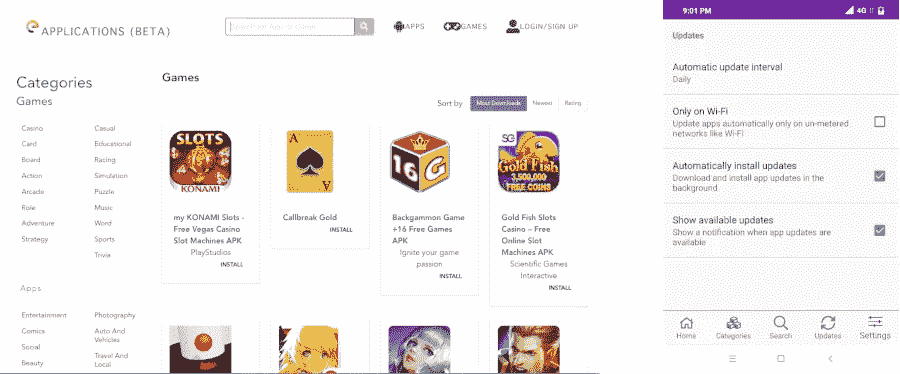 APPLICATIONS (BETA)
APPS
GAMES
LOGIN/SIGN UP
Categories
Games
Casino
Casual
Card
Educational
Board
Racing
Action
Simulation
Arcade
Puzzle
Role
Music
Adventure
Word
Strategy
Sports
Trivia
Apps
Entertainment
Photography
Comics
Auto And
Vehicles
Social
Travel And
Local
Beauty
Games
Sort by
Most Downloads
Newest
Rating
SLOTS
KONAMI
my KONAMI Slots -
Free Vegas Casino
Slot Machines APK
PlayStudios
INSTALL
A
Callbreak Gold
INSTALL
16G
Backgammon Game
+16 Free Games
APK
Ignite your game
passion
INSTALL
SG
Gold Fish
3,500,000
FREE COINS
Gold Fish Slots
Casino – Free
Online Slot
Machines APK
Scientific Games
Interactive
INSTALL
9:01 PM
4G
Updates
Automatic update interval
Daily
Only on Wi-Fi
Update apps automatically only on un-metered
networks like Wi-Fi
Automatically install updates
Download and install app updates in the
background
Show available updates
Show a notification when app updates are
available
Home
Categories
Search
Updates
Settings